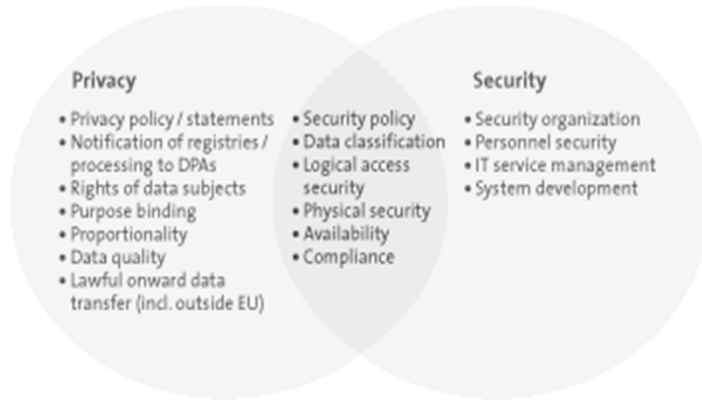 Privacy
• Privacy policy / statements
• Notification of registries /
processing to DPAs
• Rights of data subjects
• Purpose binding
• Proportionality
• Data quality
• Lawful onward data
transfer (incl. outside EU)
• Security policy
• Data classification
• Logical access
security
• Physical security
• Availability
• Compliance
Security
• Security organization
• Personnel security
• IT service management
• System development